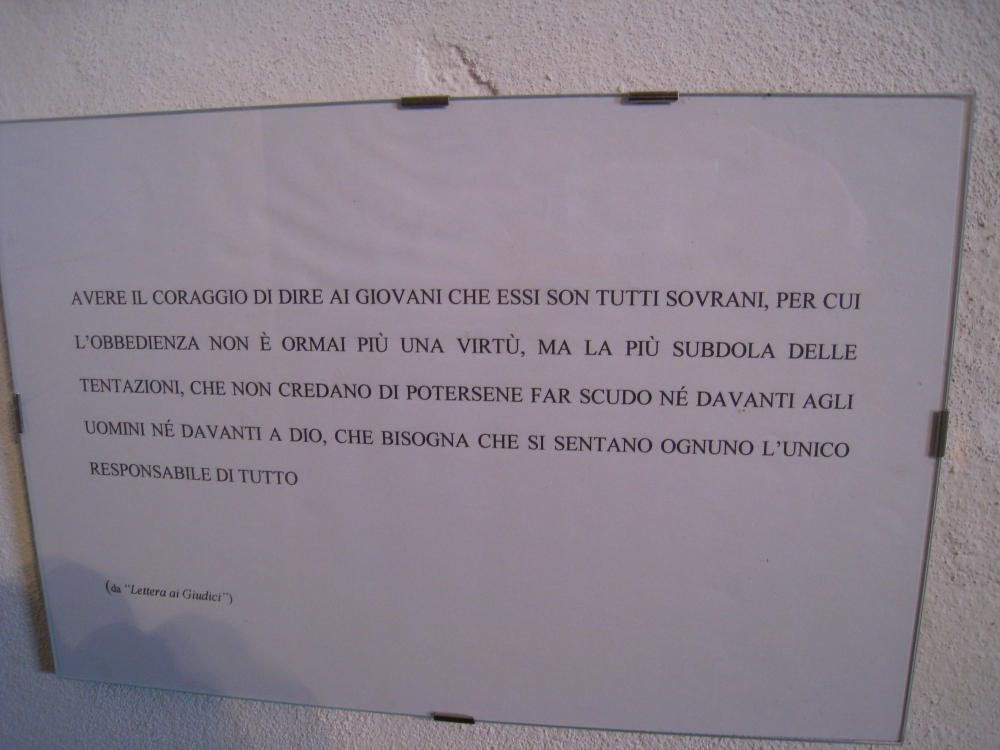 AVERE IL CORAGGIO DI DIRE AI GIOVANI CHE ESSI SON TUTTI SOVRANI, PER CUI
L’OBBEDIENZA NON È ORMAI PIÙ UNA VIRTÙ, MA LA PIÙ SUBDOLA DELLE
TENTAZIONI, CHE NON CREDANO DI POTERSENE FAR SCUDO NÉ DAVANTI AGLI
UOMINI NÉ DAVANTI A DIO, CHE BISOGNA CHE SI SENTANO OGNUNO L’UNICO
RESPONSABILE DI TUTTO
(da “Lettera ai Giudici”)